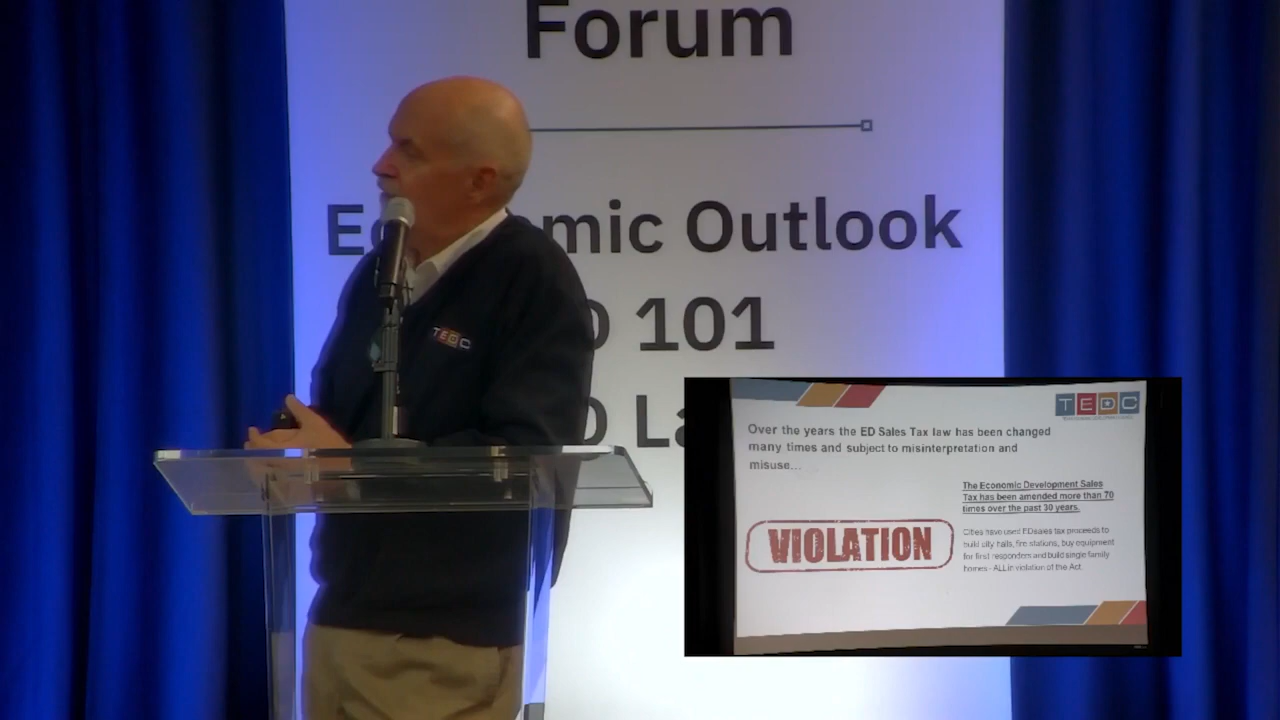 Forum
Economic Outlook
101
TEDC
TEDC
Over the years the ED Sales Tax law has been changed
many times and subject to misinterpretation and
misuse...
The Economic Development Sales
Tax has been amended more than 70
times over the past 30 years.
VIOLATION
Cities have used ED sales tax proceeds to
build city halls, fire stations, buy equipment
for first responders and build single family
homes - ALL in violation of the Act.